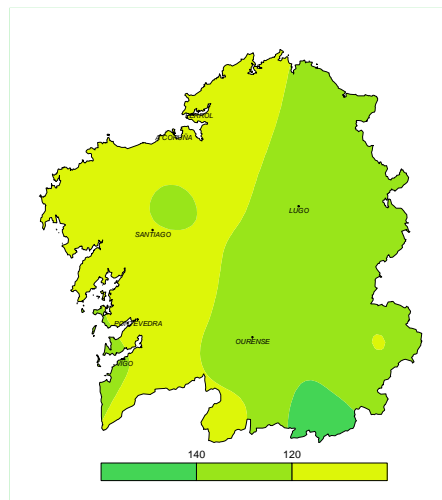 FERROL
A CORUÑA
LUGO
SANTIAGO
PONTEVEDRA
OURENSE
VIGO
140 120